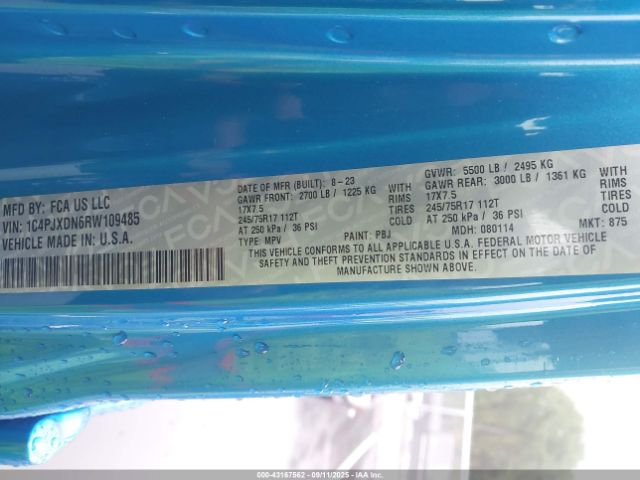 MFD BY: FCA US LLC
VIN: 1C4PJXDN6RW109485
VEHICLE MADE IN: U.S.A.
DATE OF MFR (BUILT): 8-23
GAWR FRONT: 2700 LB / 1225 KG
17X7.5 RIMS
245/75R17 112T TIRES
AT 250 kPa / 36 PSI COLD
TYPE: MPV PAINT: PBJ
GVWR: 5500 LB / 2495 KG
GAWR REAR: 3000 LB / 1361 KG
17X7.5 RIMS
245/75R17 112T TIRES
AT 250 kPa / 36 PSI COLD
MDH: 080114 MKT: 875
THIS VEHICLE CONFORMS TO ALL APPLICABLE U.S.A. FEDERAL MOTOR VEHICLE
SAFETY AND THEFT PREVENTION STANDARDS IN EFFECT ON THE DATE OF
MANUFACTURE SHOWN ABOVE.
000-43167562 - 09/11/2025 - IAAI.COM